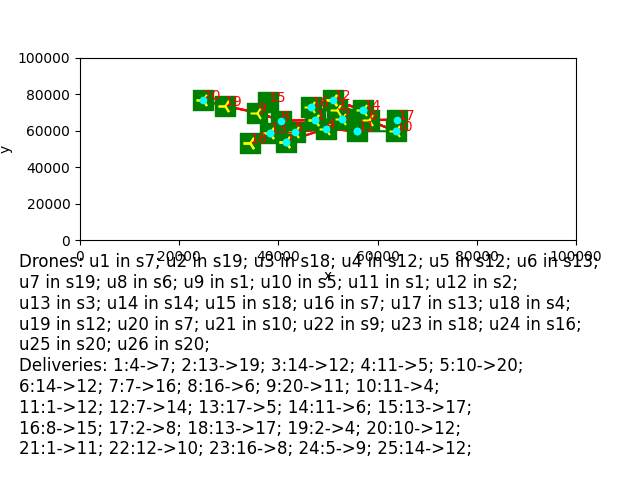 100000
80000
60000
40000
20000
0
y
0 20000 40000 60000 80000 100000
x
Drones: u1 in s7; u2 in s19; u3 in s18; u4 in s12; u5 in s12; u6 in s13;
u7 in s19; u8 in s6; u9 in s1; u10 in s5; u11 in s1; u12 in s2;
u13 in s3; u14 in s14; u15 in s18; u16 in s7; u17 in s13; u18 in s4;
u19 in s12; u20 in s7; u21 in s10; u22 in s9; u23 in s18; u24 in s16;
u25 in s20; u26 in s20;
Deliveries: 1:4->7; 2:13->19; 3:14->12; 4:11->5; 5:10->20;
6:14->12; 7:7->16; 8:16->6; 9:20->11; 10:11->4;
11:1->12; 12:7->14; 13:17->5; 14:11->6; 15:13->17;
16:8->15; 17:2->8; 18:13->17; 19:2->4; 20:10->12;
21:1->11; 22:12->10; 23:16->8; 24:5->9; 25:14->12;